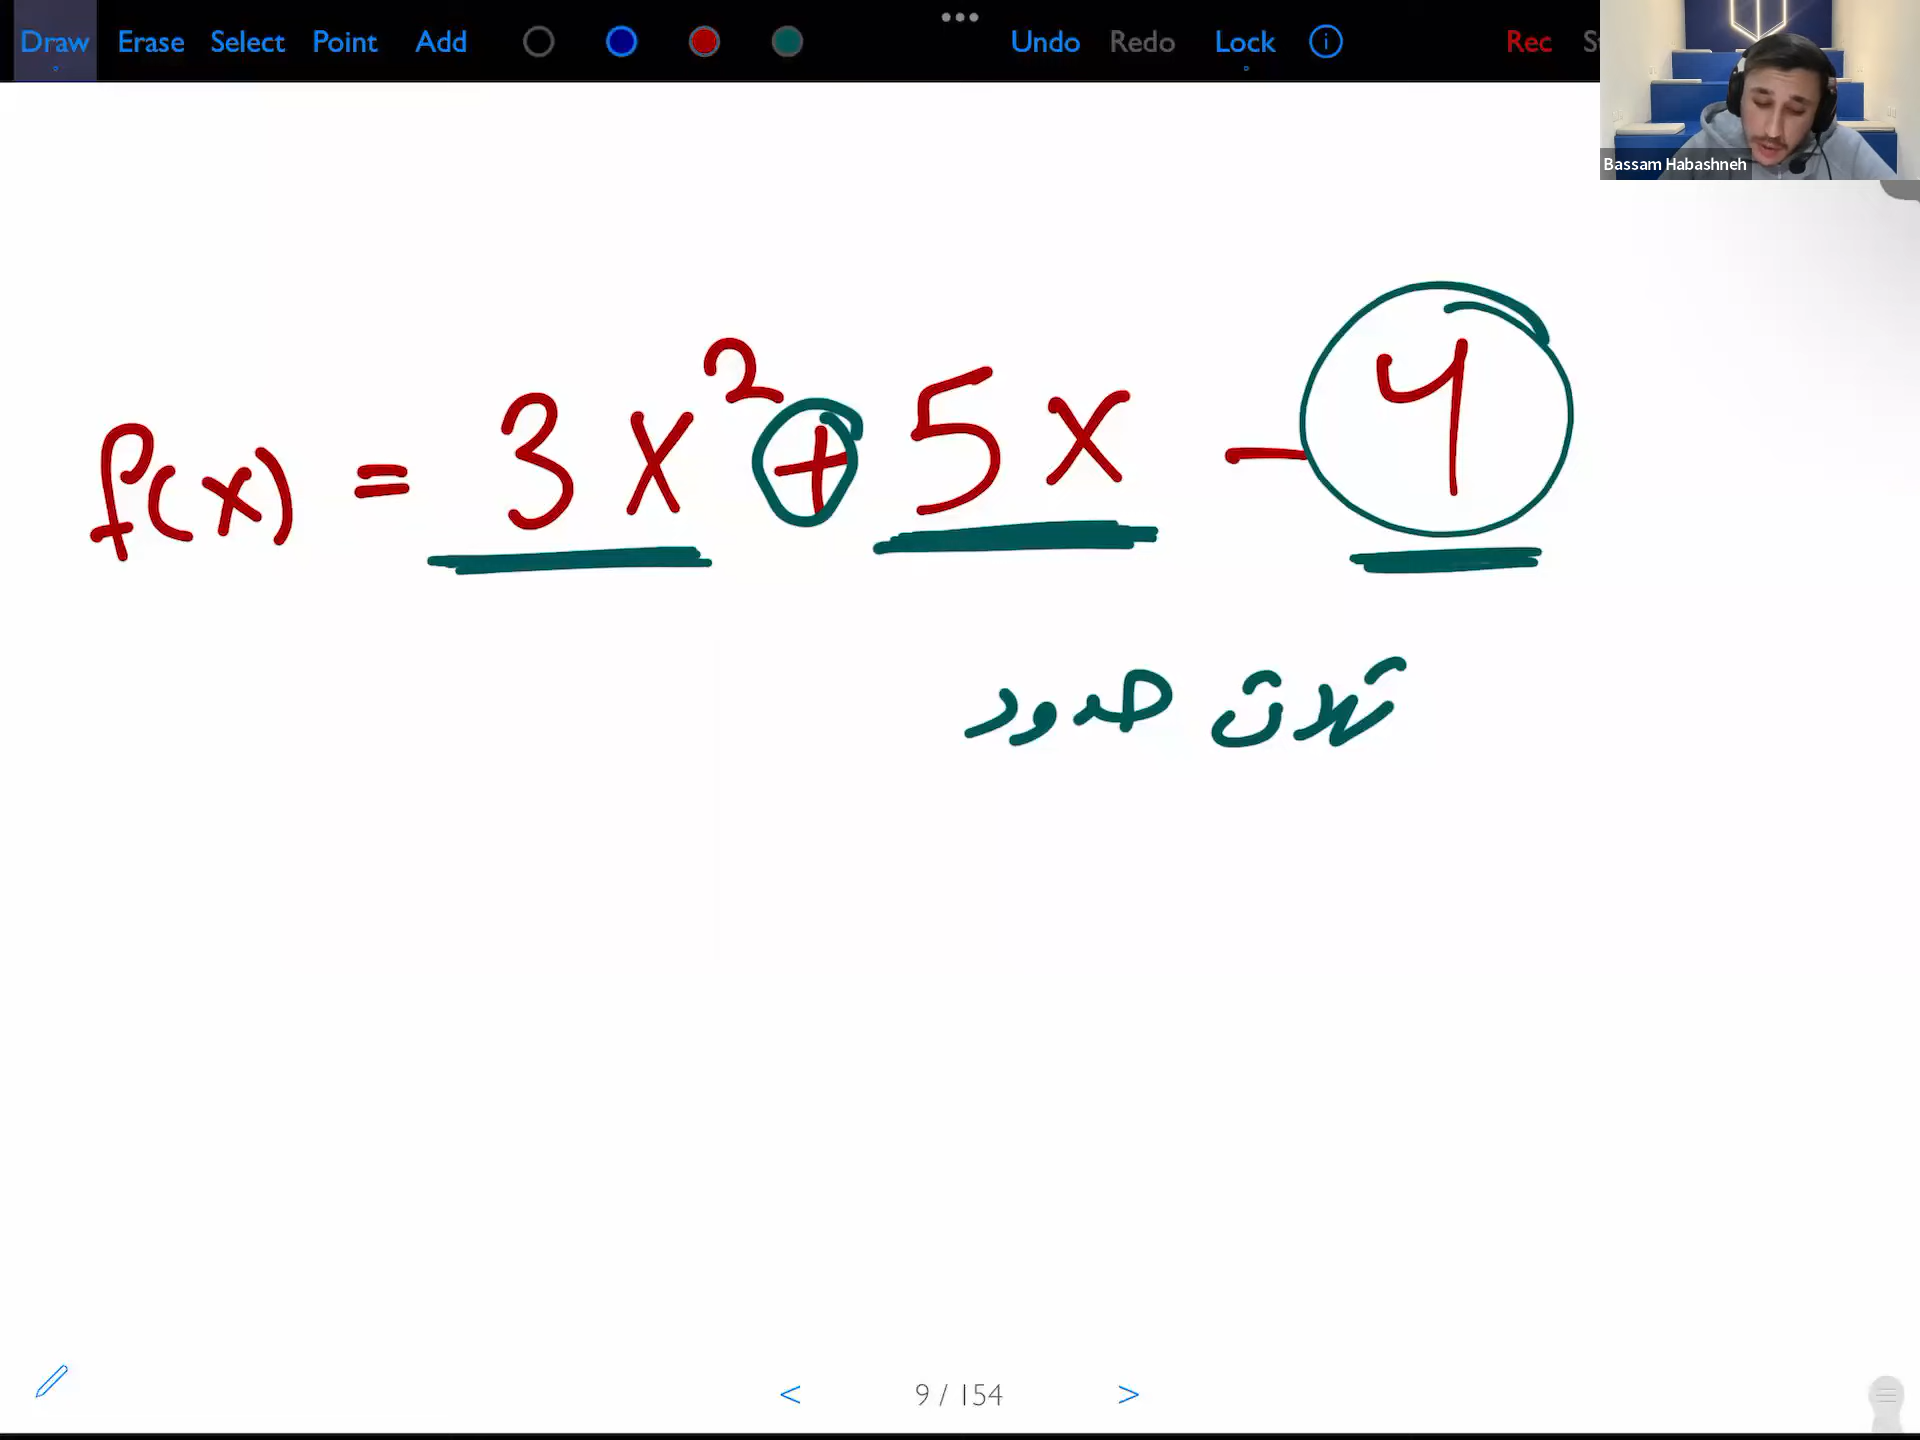 Draw Erase Select Point Add Undo Redo Lock Rec
Bassam Habashneh
f(x) = 3x² + 5x - 4
ثلاث حدود
< 9 / 154 >